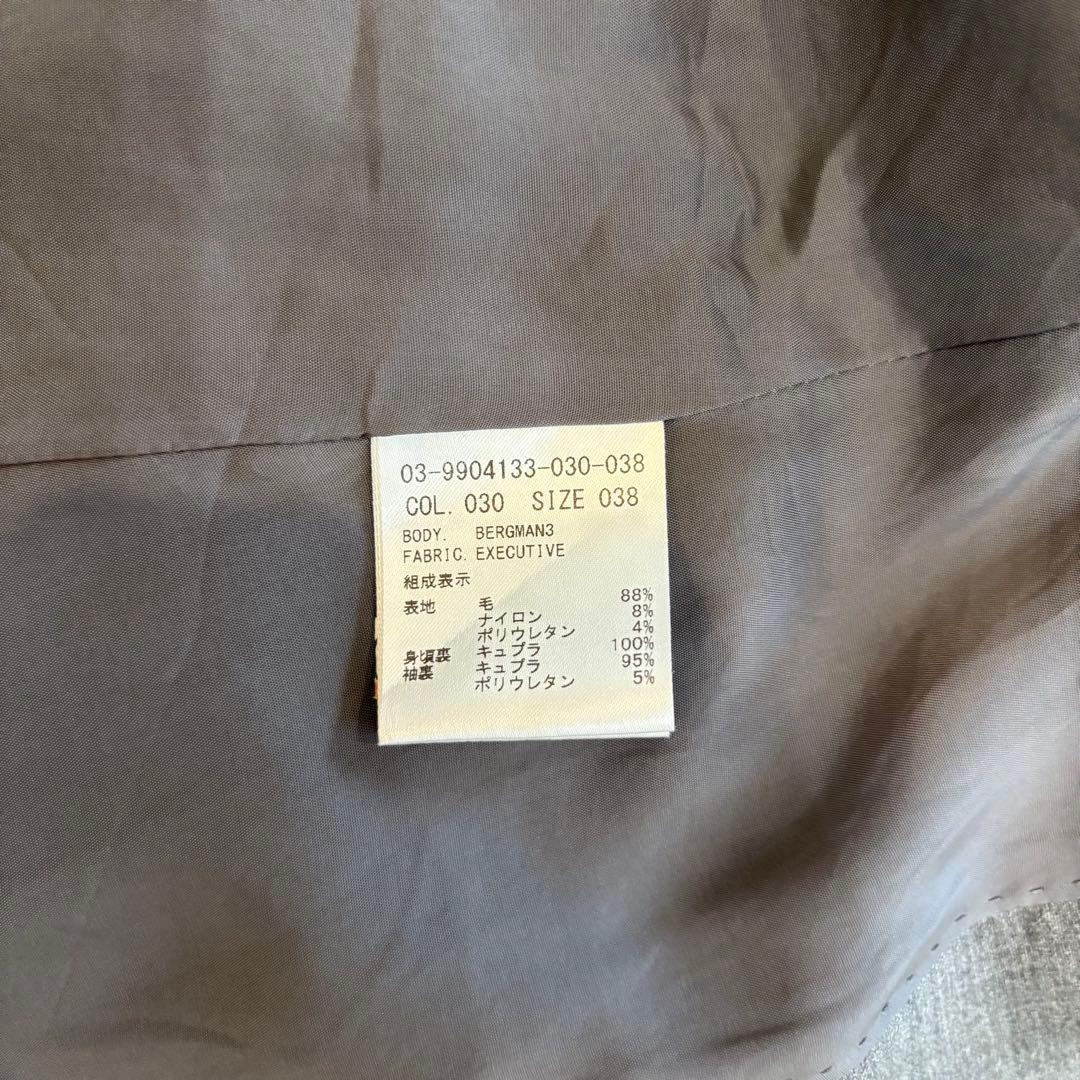 03-9904133-030-038
COL. 030 SIZE 038
BODY. BERGMAN3
FABRIC. EXECUTIVE
組成表示
表地 毛 88%
ナイロン 8%
ポリウレタン 4%
身頃裏 キュプラ 100%
袖裏 キュプラ 95%
ポリウレタン 5%